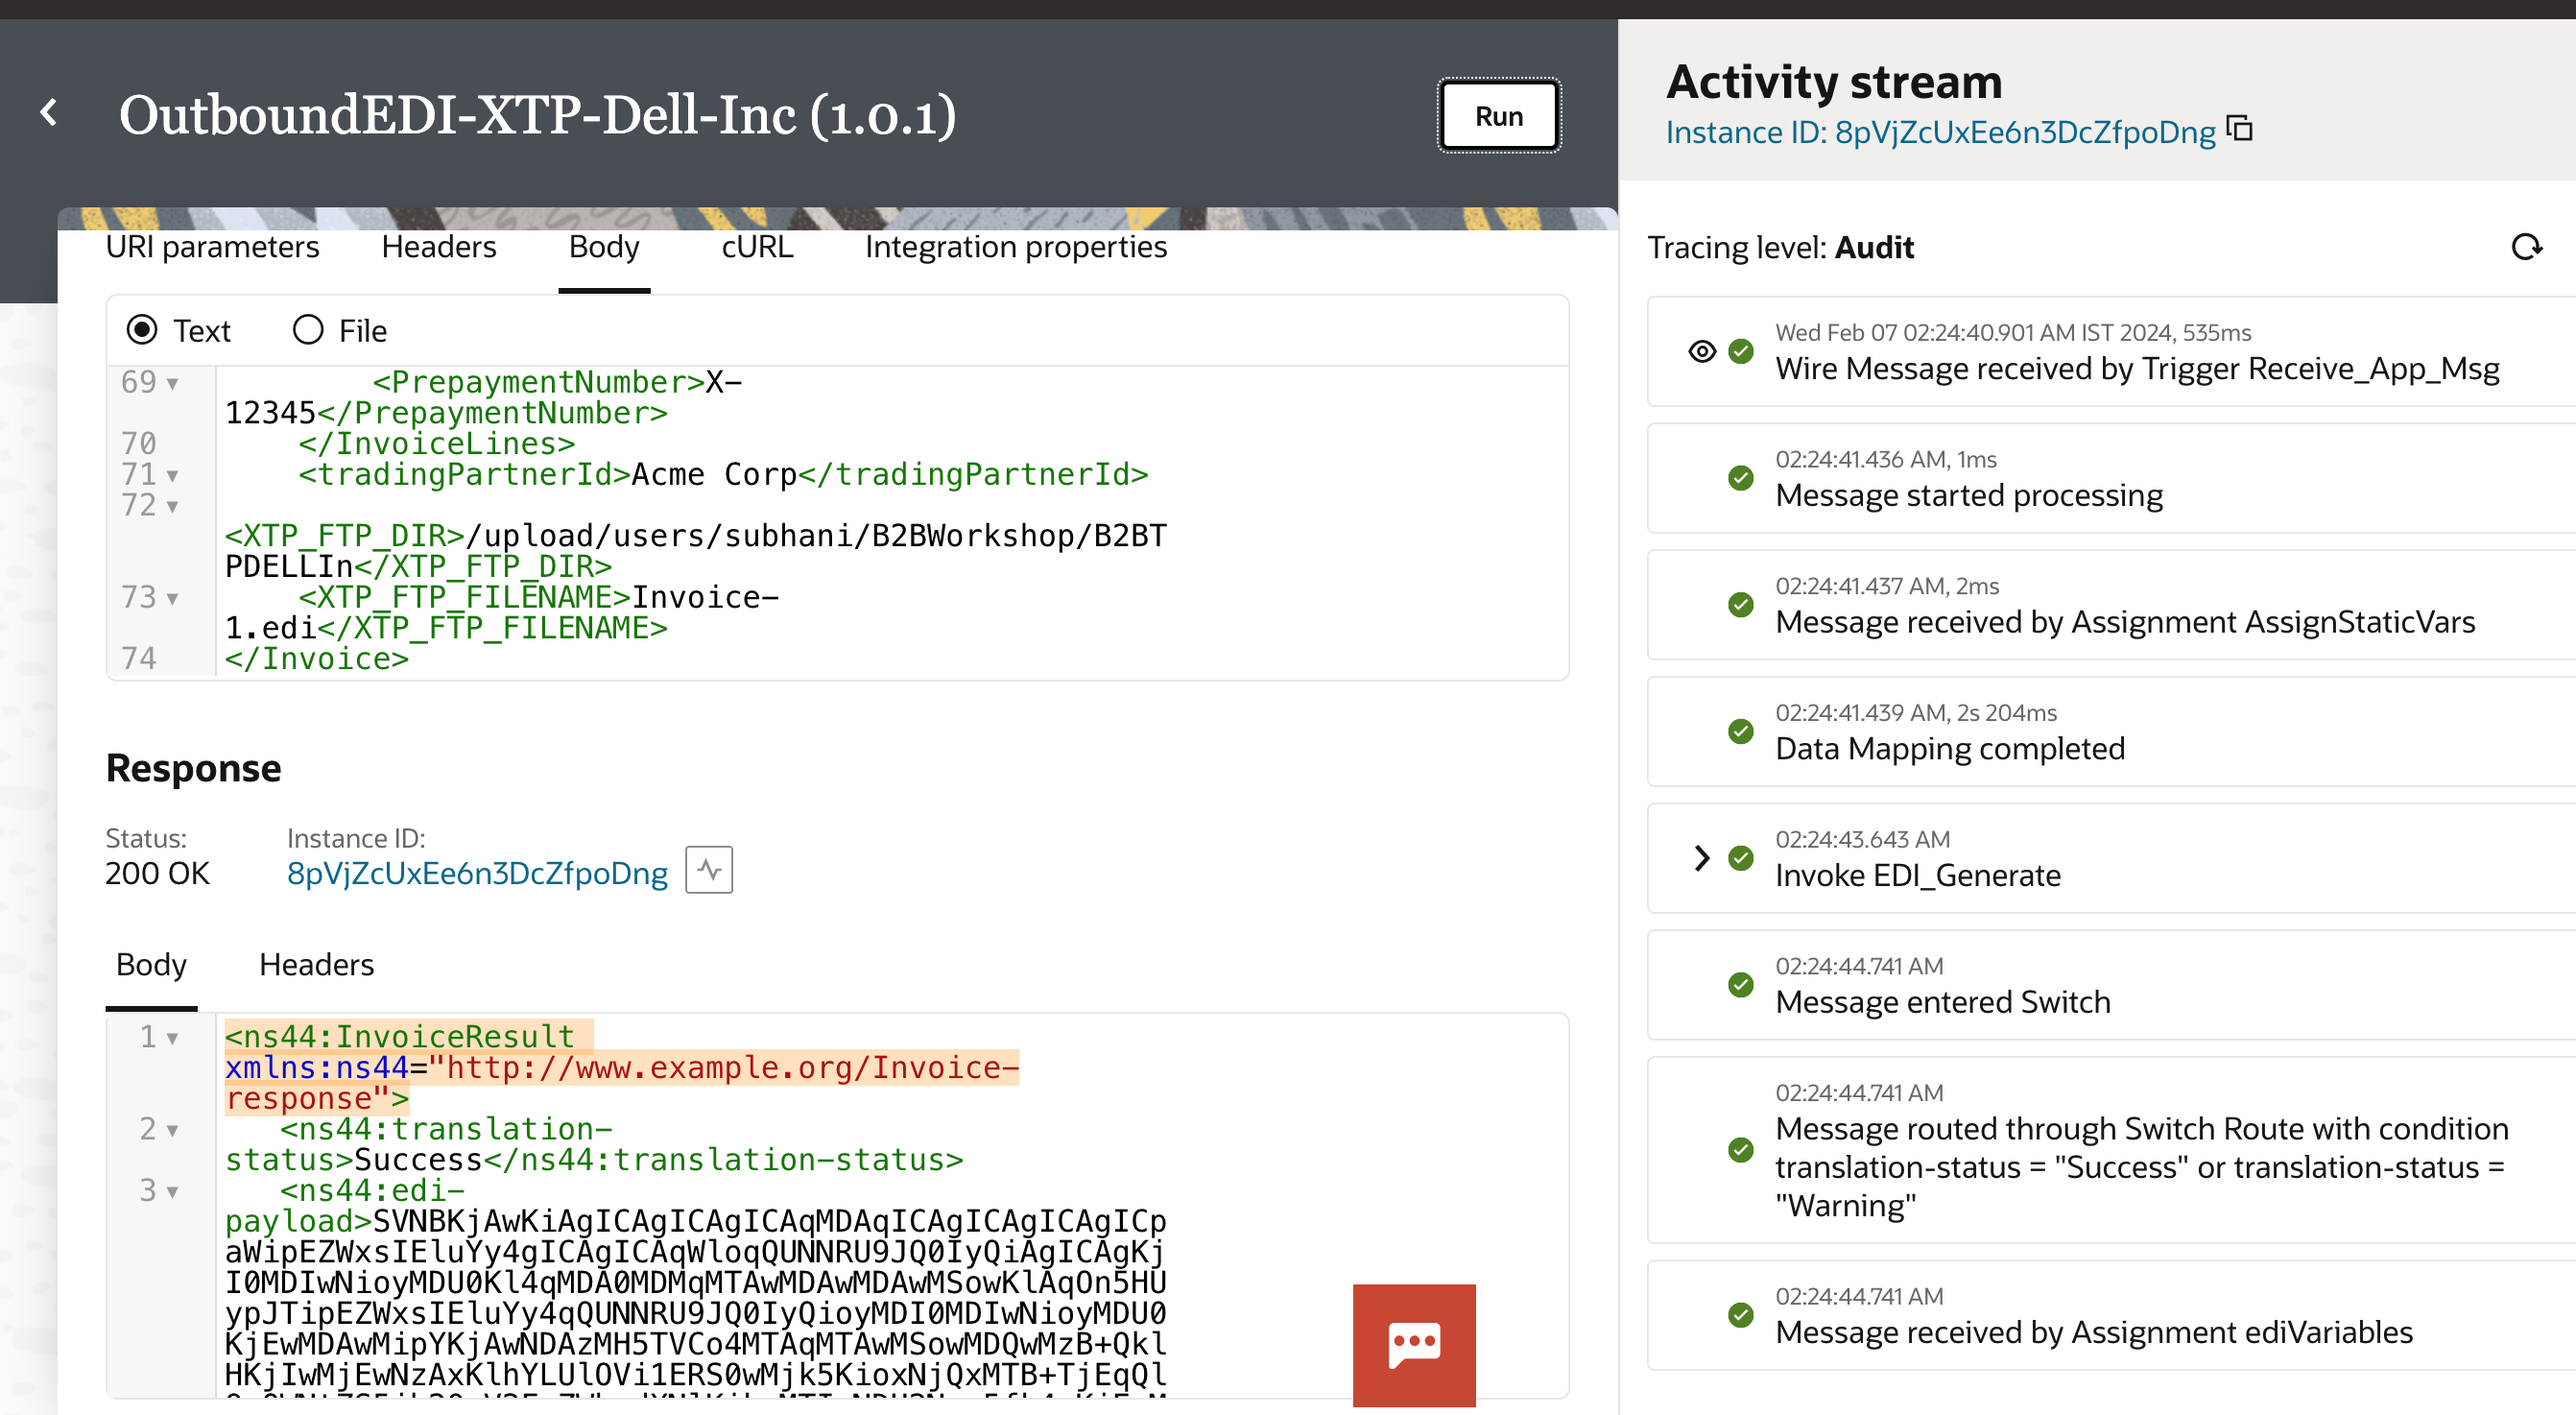 OutboundEDI-XTP-Dell-Inc (1.0.1)
Run
URI parameters
Headers
Body
cURL
Integration properties
Text
File
69
<PrepaymentNumber>X-
12345</PrepaymentNumber>
70
</InvoiceLines>
71
<tradingPartnerId>Acme Corp</tradingPartnerId>
72
<XTP_FTP_DIR>/upload/users/subhani/B2BWorkshop/B2BT
PDELLIn</XTP_FTP_DIR>
73
<XTP_FTP_FILENAME>Invoice-
1.edi</XTP_FTP_FILENAME>
74
</Invoice>
Response
Status:
200 OK
Instance ID:
8pVjZcUxEe6n3DcZfpoDng
Body
Headers
1
<ns44:InvoiceResult
xmlns:ns44="http://www.example.org/Invoice-
response">
2
<ns44:translation-
status>Success</ns44:translation-status>
3
<ns44:edi-
payload>SVNBKjAwKiAgICAgICAgICAqMDAqICAgICAgICAgICp
aWipEZWxsIEluYy4gICAgICAqWloqQUNNRU9JQ0IyQiAgICAgKj
I0MDIwNioyMDU0Kl4qMDA0MDMqMTAwMDAwMDAwMSowKlAqOn5HU
ypJTipEZWxsIEluYy4qQUNNRU9JQ0IyQioyMDI0MDIwNioyMDU0
KjEwMDAwMipYKjAwNDAzMH5TVCo4MTAqMTAwMSowMDQwMzB+Qkl
HKjIwMjEwNzAxKlhYLUlOVi1ERS0wMjk5KioxNjQxMTB+TjEqQl
Activity stream
Instance ID: 8pVjZcUxEe6n3DcZfpoDng
Tracing level: Audit
Wed Feb 07 02:24:40.901 AM IST 2024, 535ms
Wire Message received by Trigger Receive_App_Msg
02:24:41.436 AM, 1ms
Message started processing
02:24:41.437 AM, 2ms
Message received by Assignment AssignStaticVars
02:24:41.439 AM, 2s 204ms
Data Mapping completed
02:24:43.643 AM
Invoke EDI_Generate
02:24:44.741 AM
Message entered Switch
02:24:44.741 AM
Message routed through Switch Route with condition
translation-status = "Success" or translation-status =
"Warning"
02:24:44.741 AM
Message received by Assignment ediVariables